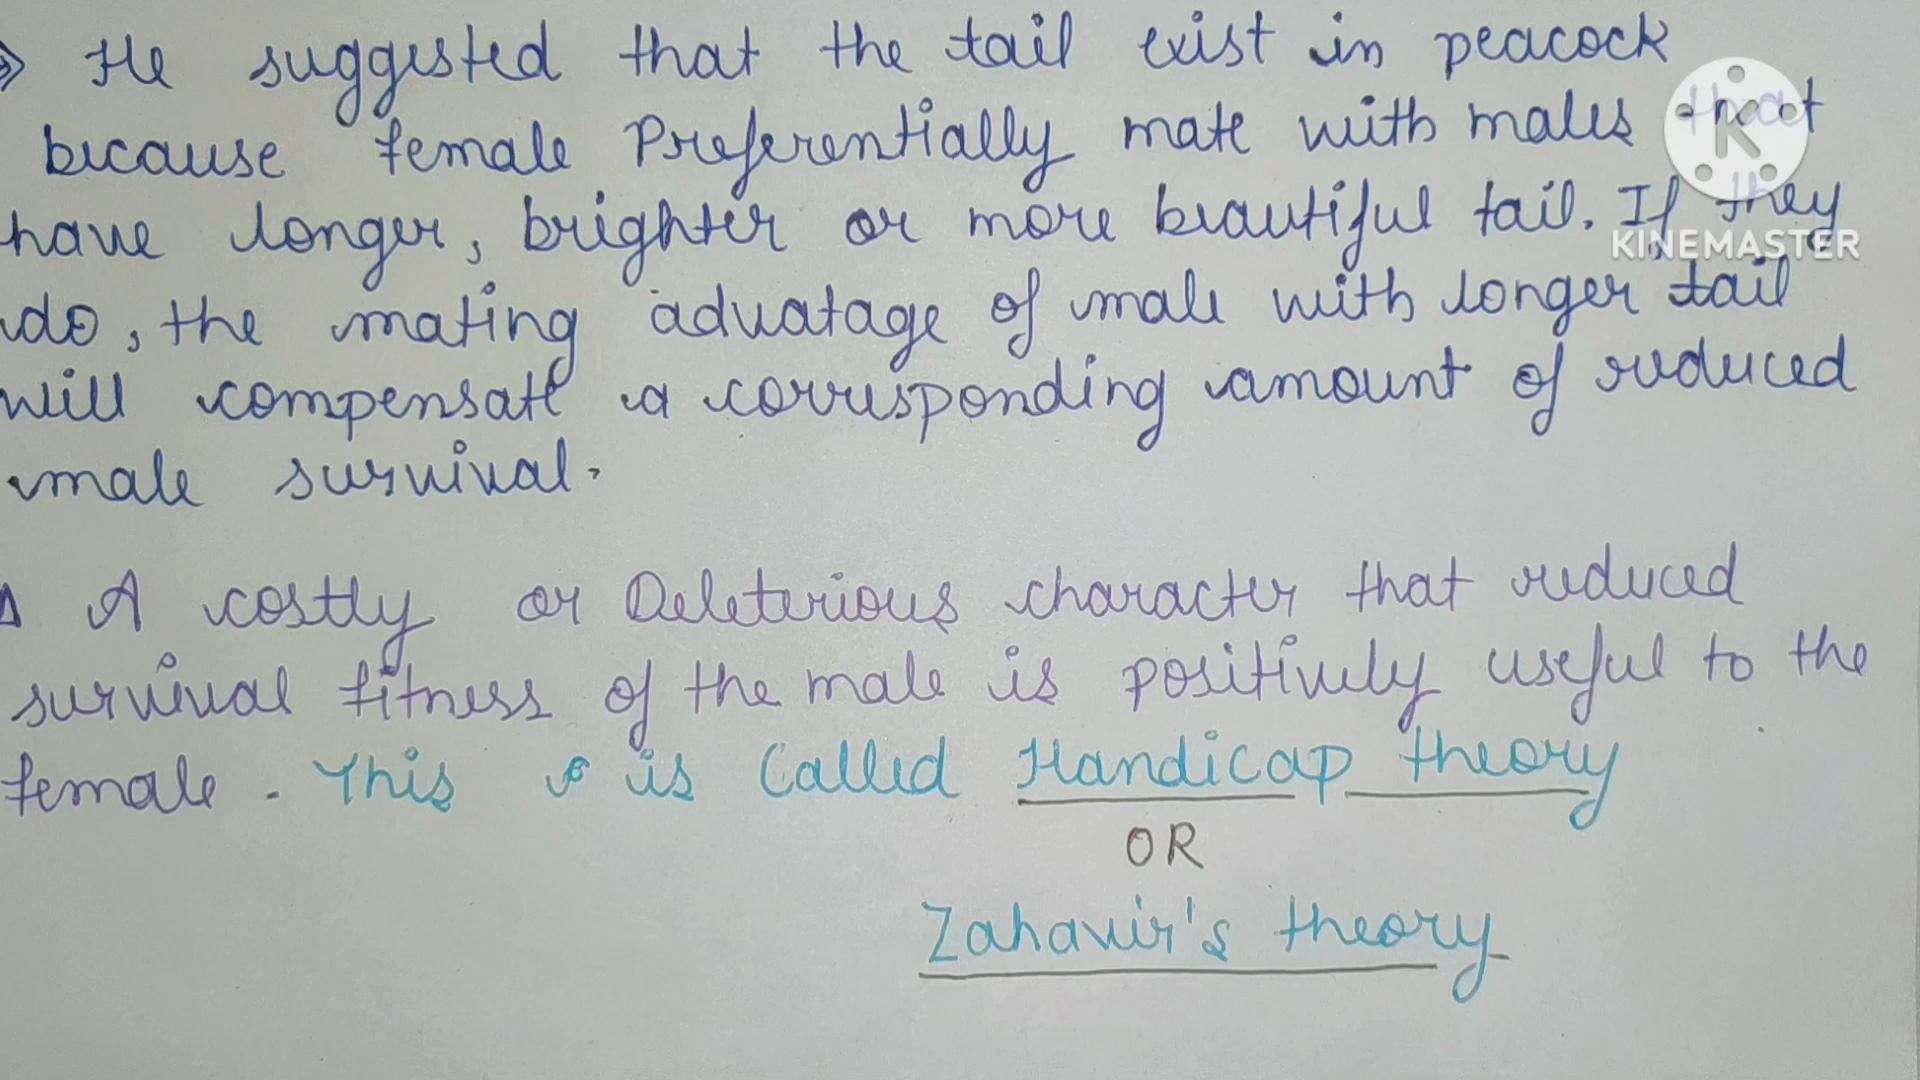 He suggested that the tail exist in peacock
because female Preferentially mate with males that
have longer, brighter or more beautiful tail. If they
KINEMASTER
do, the mating advatage of male with longer tail
will compensate a corresponding amount of reduced
male survival.
A costly or Deleterious character that reduced
survival fitness of the male is positively useful to the
female. This is Called Handicap theory
OR
Zahavir's theory